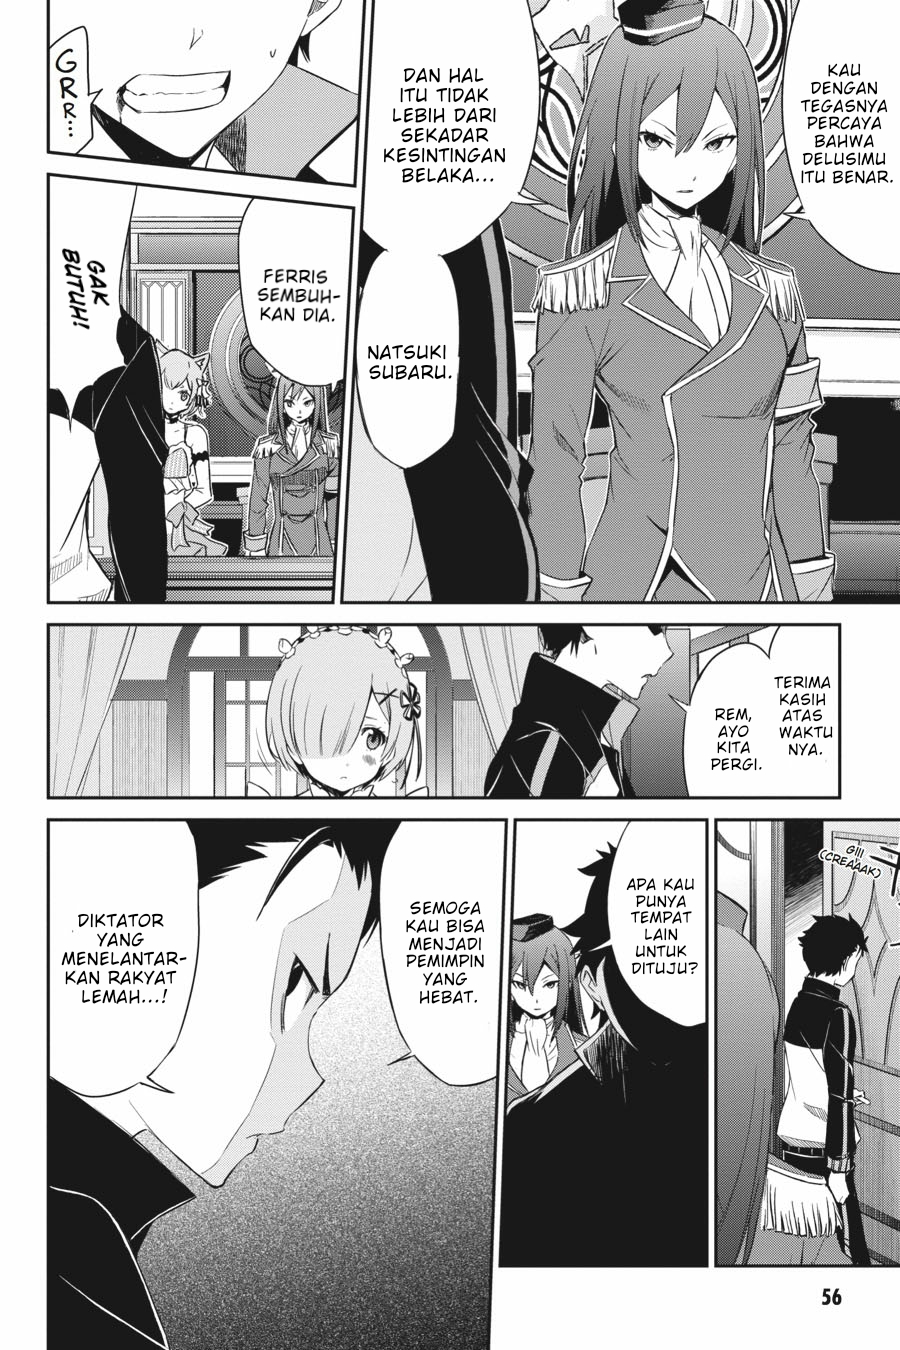 KAU
DENGAN
TEGASNYA
PERCAYA
BAHWA
DELUSIMU
ITU BENAR.
DAN HAL
ITU TIDAK
LEBIH DARI
SEKADAR
KESINTINGAN
BELAKA...
NATSUKI
SUBARU.
GRR...
FERRIS
SEMBUH-
KAN DIA.
GAK
BUTUH!
TERIMA
KASIH
ATAS
WAKTU
NYA.
REM,
AYO
KITA
PERGI.
GIII
(CREAAAK)
APA KAU
PUNYA
TEMPAT
LAIN
UNTUK
DITUJU?
SEMOGA
KAU BISA
MENJADI
PEMIMPIN
YANG
HEBAT.
DIKTATOR
YANG
MENELANTAR-
KAN RAKYAT
LEMAH...!
56